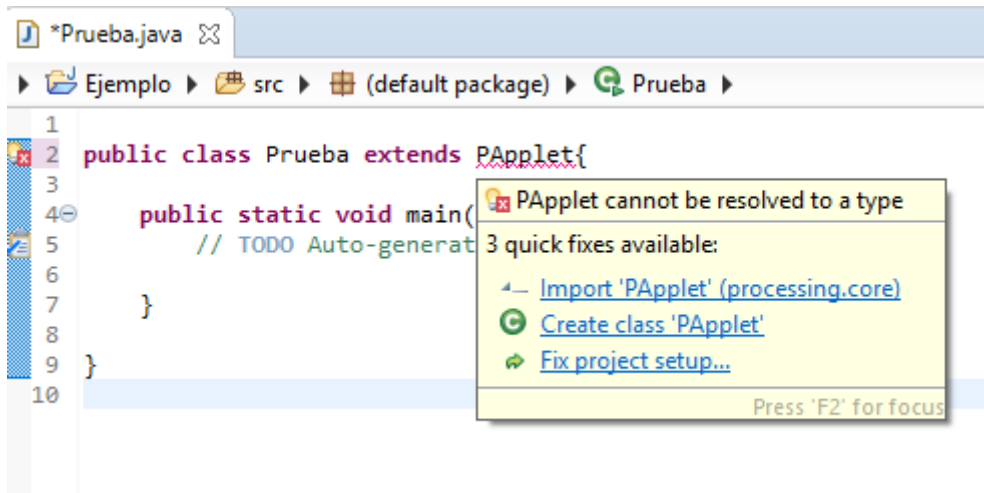 *Prueba.java
Ejemplo src (default package) Prueba
1
2 public class Prueba extends PApplet{
3
4 public static void main(
5 // TODO Auto-generat
6
7 }
8
9 }
10
PApplet cannot be resolved to a type
3 quick fixes available:
Import 'PApplet' (processing.core)
Create class 'PApplet'
Fix project setup...
Press 'F2' for focus